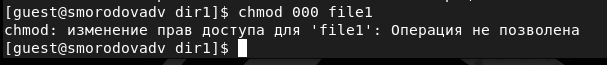 [guest@smorodovadv dir1]$ chmod 000 file1
chmod: изменение прав доступа для 'file1': Операция не позволена
[guest@smorodovadv dir1]$